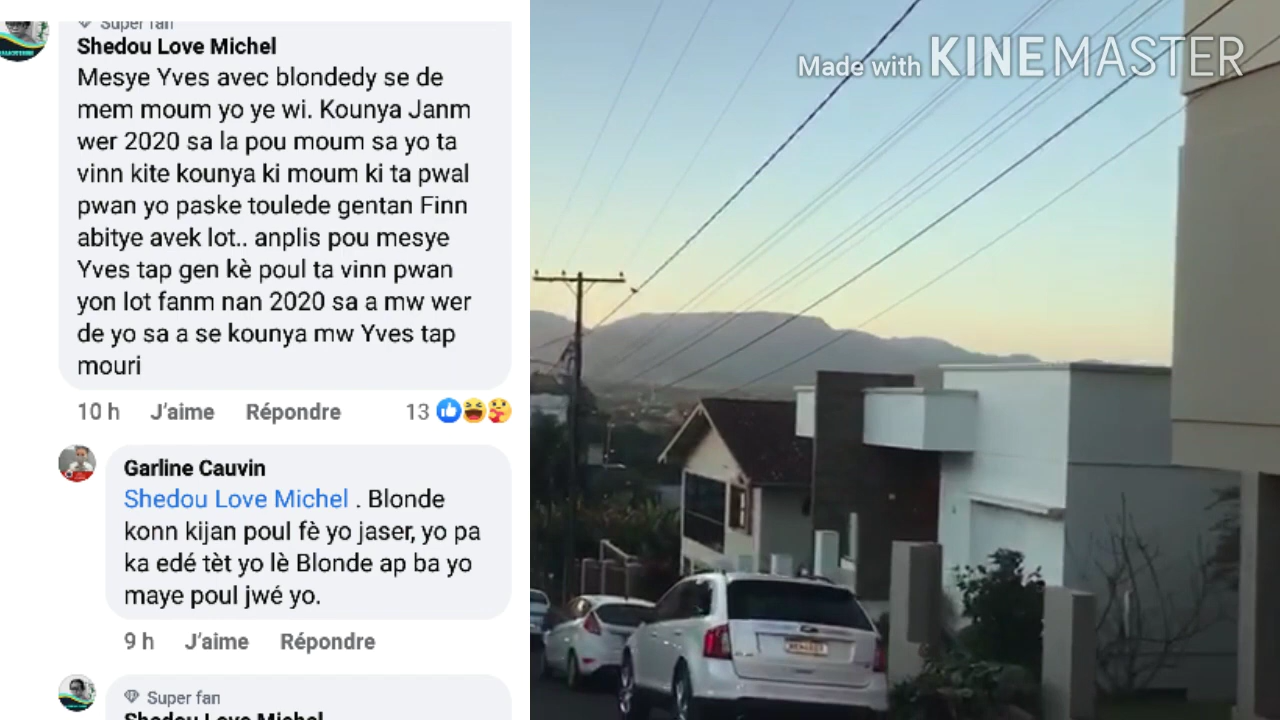 Super fan
Shedou Love Michel
Mesye Yves avec blondedy se de
mem moum yo ye wi. Kounya Janm
wer 2020 sa la pou moum sa yo ta
vinn kite kounya ki moum ki ta pwal
pwan yo paske toulede gentan Finn
abitye avek lot.. anplis pou mesye
Yves tap gen kè poul ta vinn pwan
yon lot fanm nan 2020 sa a mw wer
de yo sa a se kounya mw Yves tap
mouri
10 h J'aime Répondre 13
Garline Cauvin
Shedou Love Michel . Blonde
konn kijan poul fè yo jaser, yo pa
ka edé tèt yo lè Blonde ap ba yo
maye poul jwé yo.
9 h J'aime Répondre
Super fan
Shedou Love Michel
Made with KINEMASTER